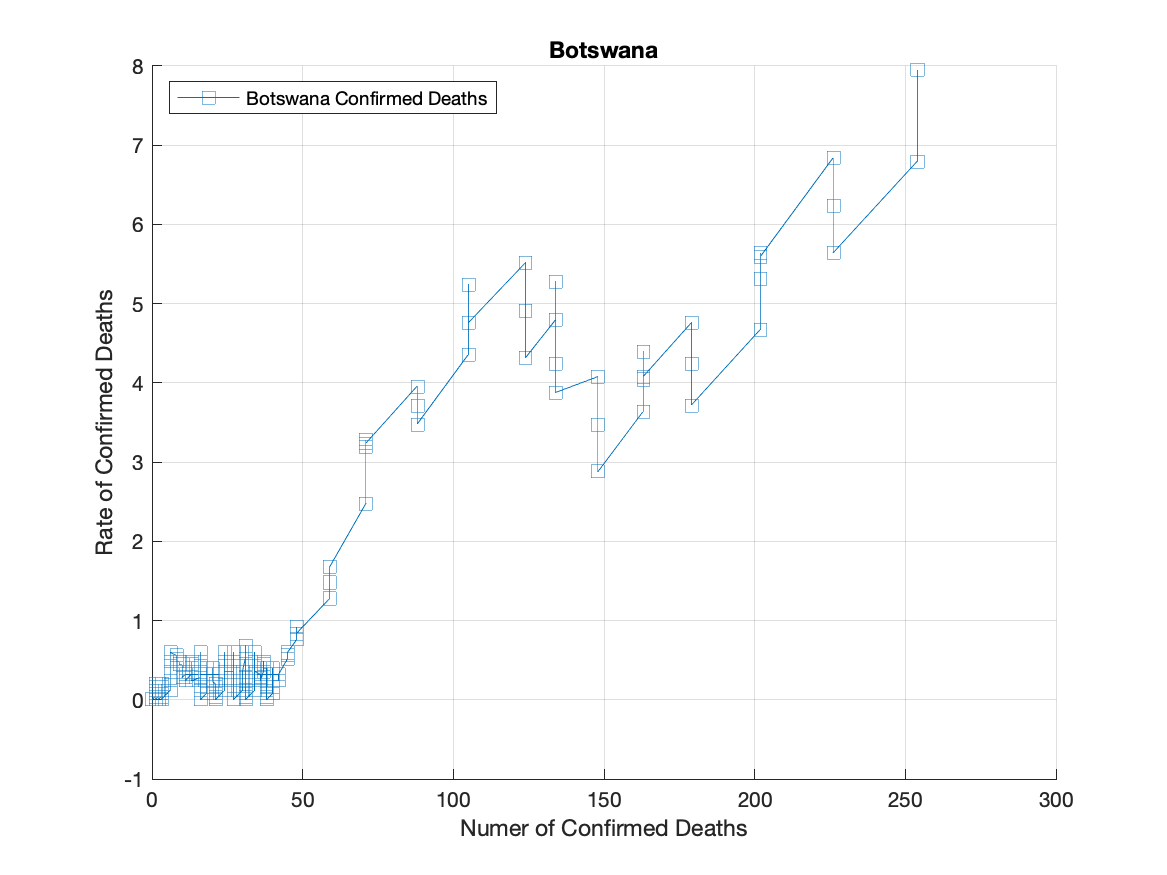 Botswana
Botswana Confirmed Deaths
8
7
6
5
4
3
2
1
0
-1
Rate of Confirmed Deaths
0 50 100 150 200 250 300
Numer of Confirmed Deaths